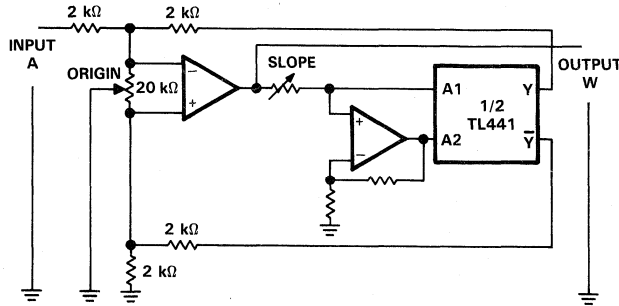 2 kΩ
2 kΩ
INPUT
A
ORIGIN
20 kΩ
−
+
SLOPE
+
−
A1
A2
1/2
TL441
Y
Y̅
OUTPUT
W
2 kΩ
2 kΩ